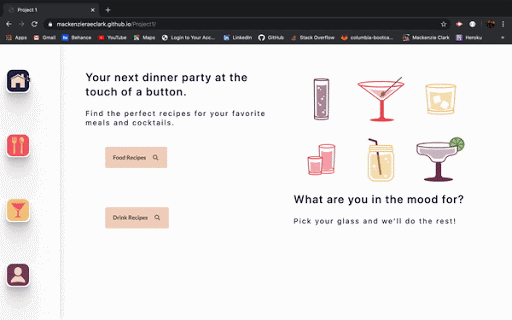 Project 1
mackenzieraeclark.github.io/Project1/
Apps
Gmail
Behance
YouTube
Maps
Login to Your Acc...
LinkedIn
GitHub
Stack Overflow
columbia-bootca...
Mackenzie Clark
Heroku
Your next dinner party at the
touch of a button.
Find the perfect recipes for your favorite
meals and cocktails.
Food Recipes
Drink Recipes
What are you in the mood for?
Pick your glass and we'll do the rest!